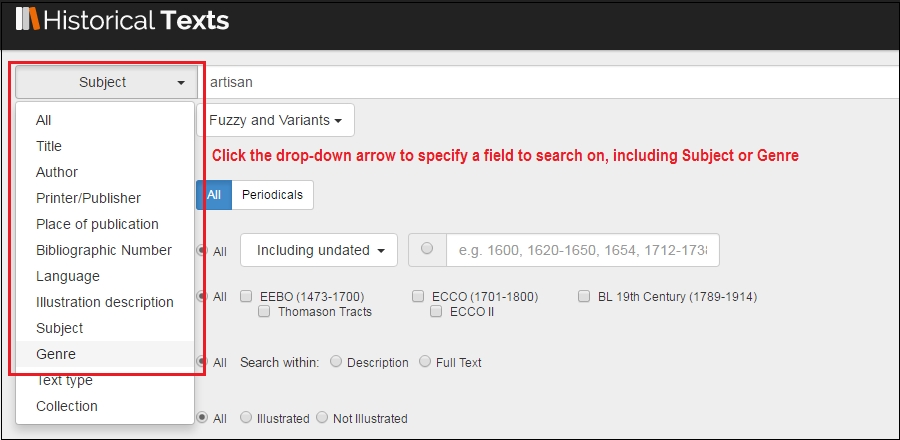 Historical Texts
Subject
artisan
All
Fuzzy and Variants
Title
Author
Click the drop-down arrow to specify a field to search on, including Subject or Genre
Printer/Publisher
All Periodicals
Place of publication
Bibliographic Number
All Including undated e.g. 1600, 1620-1650, 1654, 1712-1738
Language
Illustration description
All EEBO (1473-1700) ECCO (1701-1800) BL 19th Century (1789-1914)
Thomason Tracts ECCO II
Subject
Genre
All Search within: Description Full Text
Text type
Collection
All Illustrated Not Illustrated